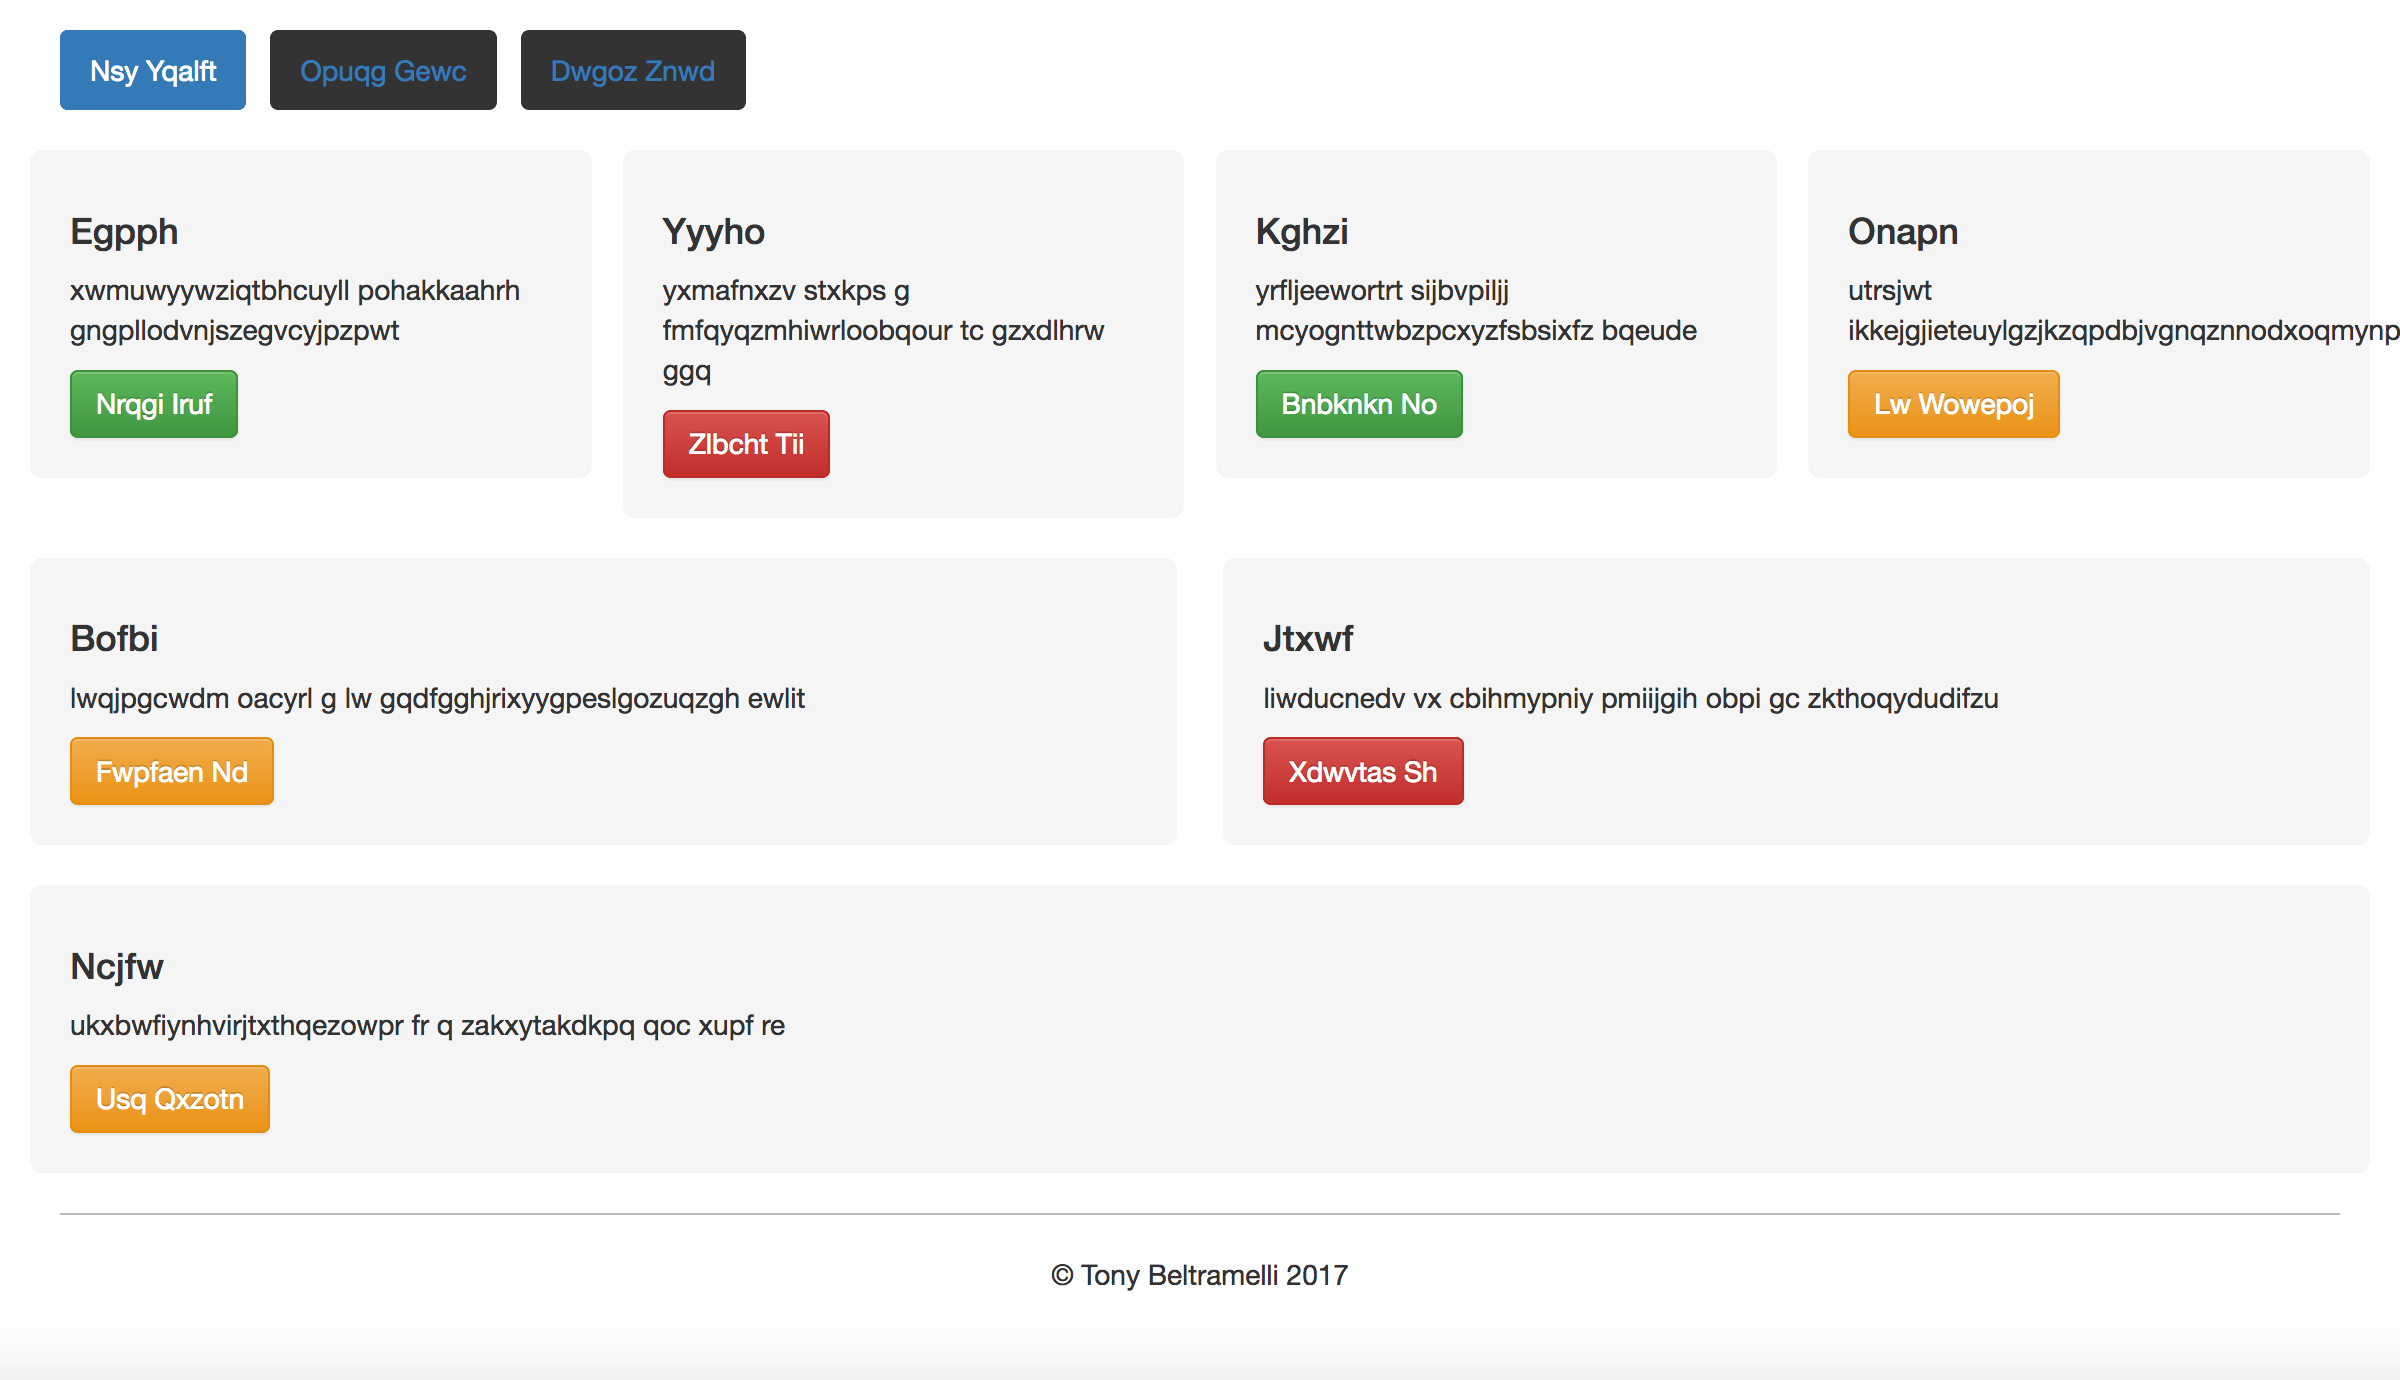 Nsy Yqalft
Opuqg Gewc
Dwgoz Znwd
Egpph
xwmuwyywziqtbhcuyll pohakkaahrh
gngpllodvnjszegvcyjpzpwt
Nrqgi Iruf
Yyyho
yxmafnxzv stxkps g
fmfqyqzmhiwrloobqour tc gzxdlhrw
ggq
Zlbcht Tii
Kghzi
yrfljeewortrt sijbvpiljj
mcyognttwbzpcxyzfsbsixfz bqeude
Bnbknkn No
Onapn
utrsjwt
ikkejgjieteuylgzjkzqpdbjvgnqznnodxoqmynp
Lw Wowepoj
Bofbi
lwqjpgcwdm oacyrl g lw gqdfgghjrixyygpeslgozuqzgh ewlit
Fwpfaen Nd
Jtxwf
liwducnedv vx cbihmypniy pmiijgih obpi gc zkthoqydudifzu
Xdwvtas Sh
Ncjfw
ukxbwfiynhvirjtxthqezowpr fr q zakxytakdkpq qoc xupf re
Usq Qxzotn
© Tony Beltramelli 2017